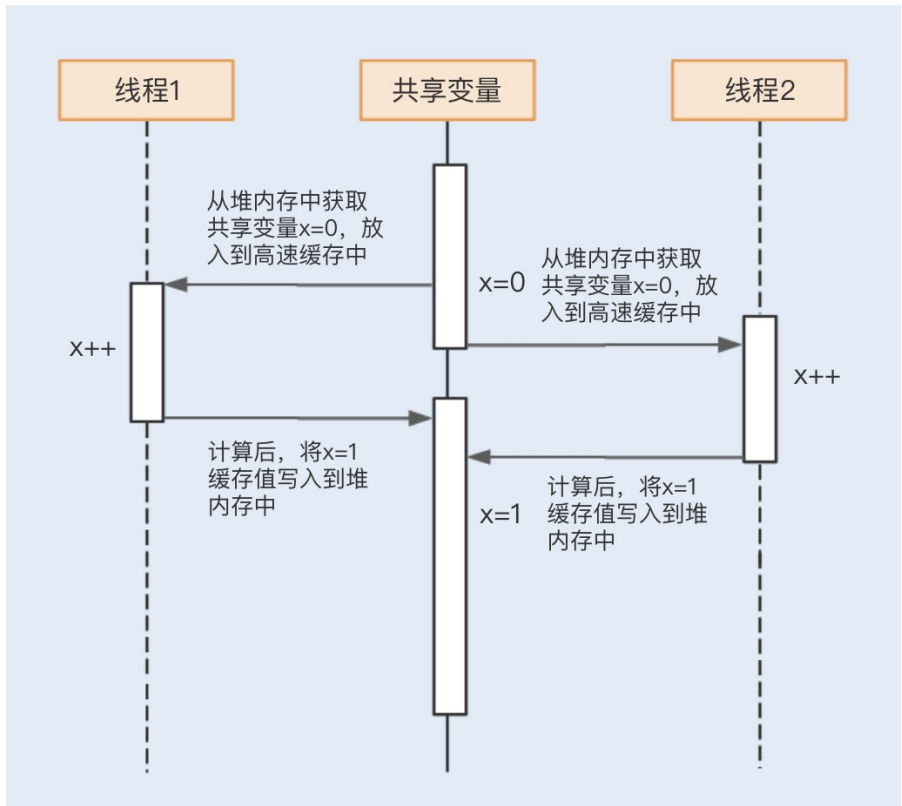 线程1
共享变量
线程2
从堆内存中获取
共享变量x=0，放
入到高速缓存中
x=0
从堆内存中获取
共享变量x=0，放
入到高速缓存中
x++
x++
计算后，将x=1
缓存值写入到堆
内存中
x=1
计算后，将x=1
缓存值写入到堆
内存中